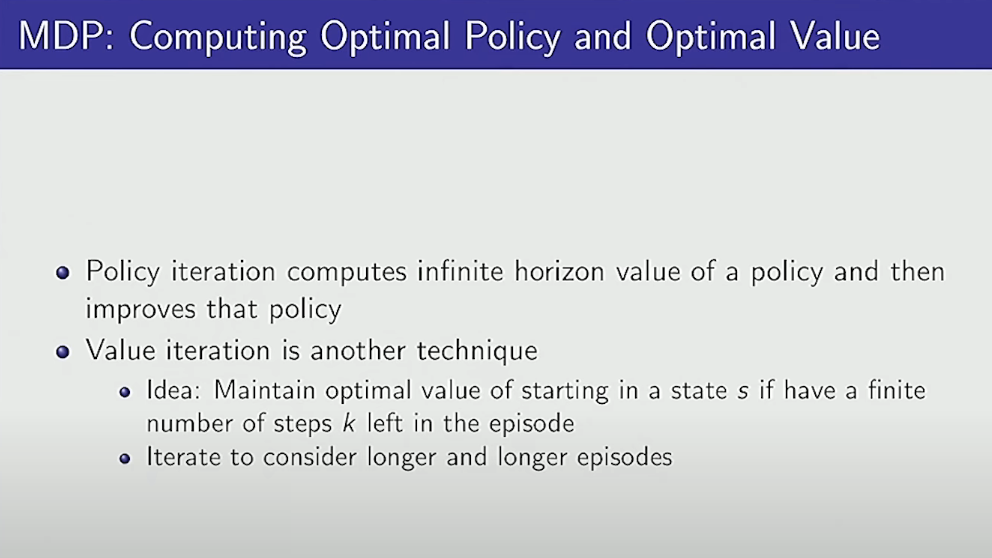 MDP: Computing Optimal Policy and Optimal Value
Policy iteration computes infinite horizon value of a policy and then
improves that policy
Value iteration is another technique
Idea: Maintain optimal value of starting in a state s if have a finite
number of steps k left in the episode
Iterate to consider longer and longer episodes